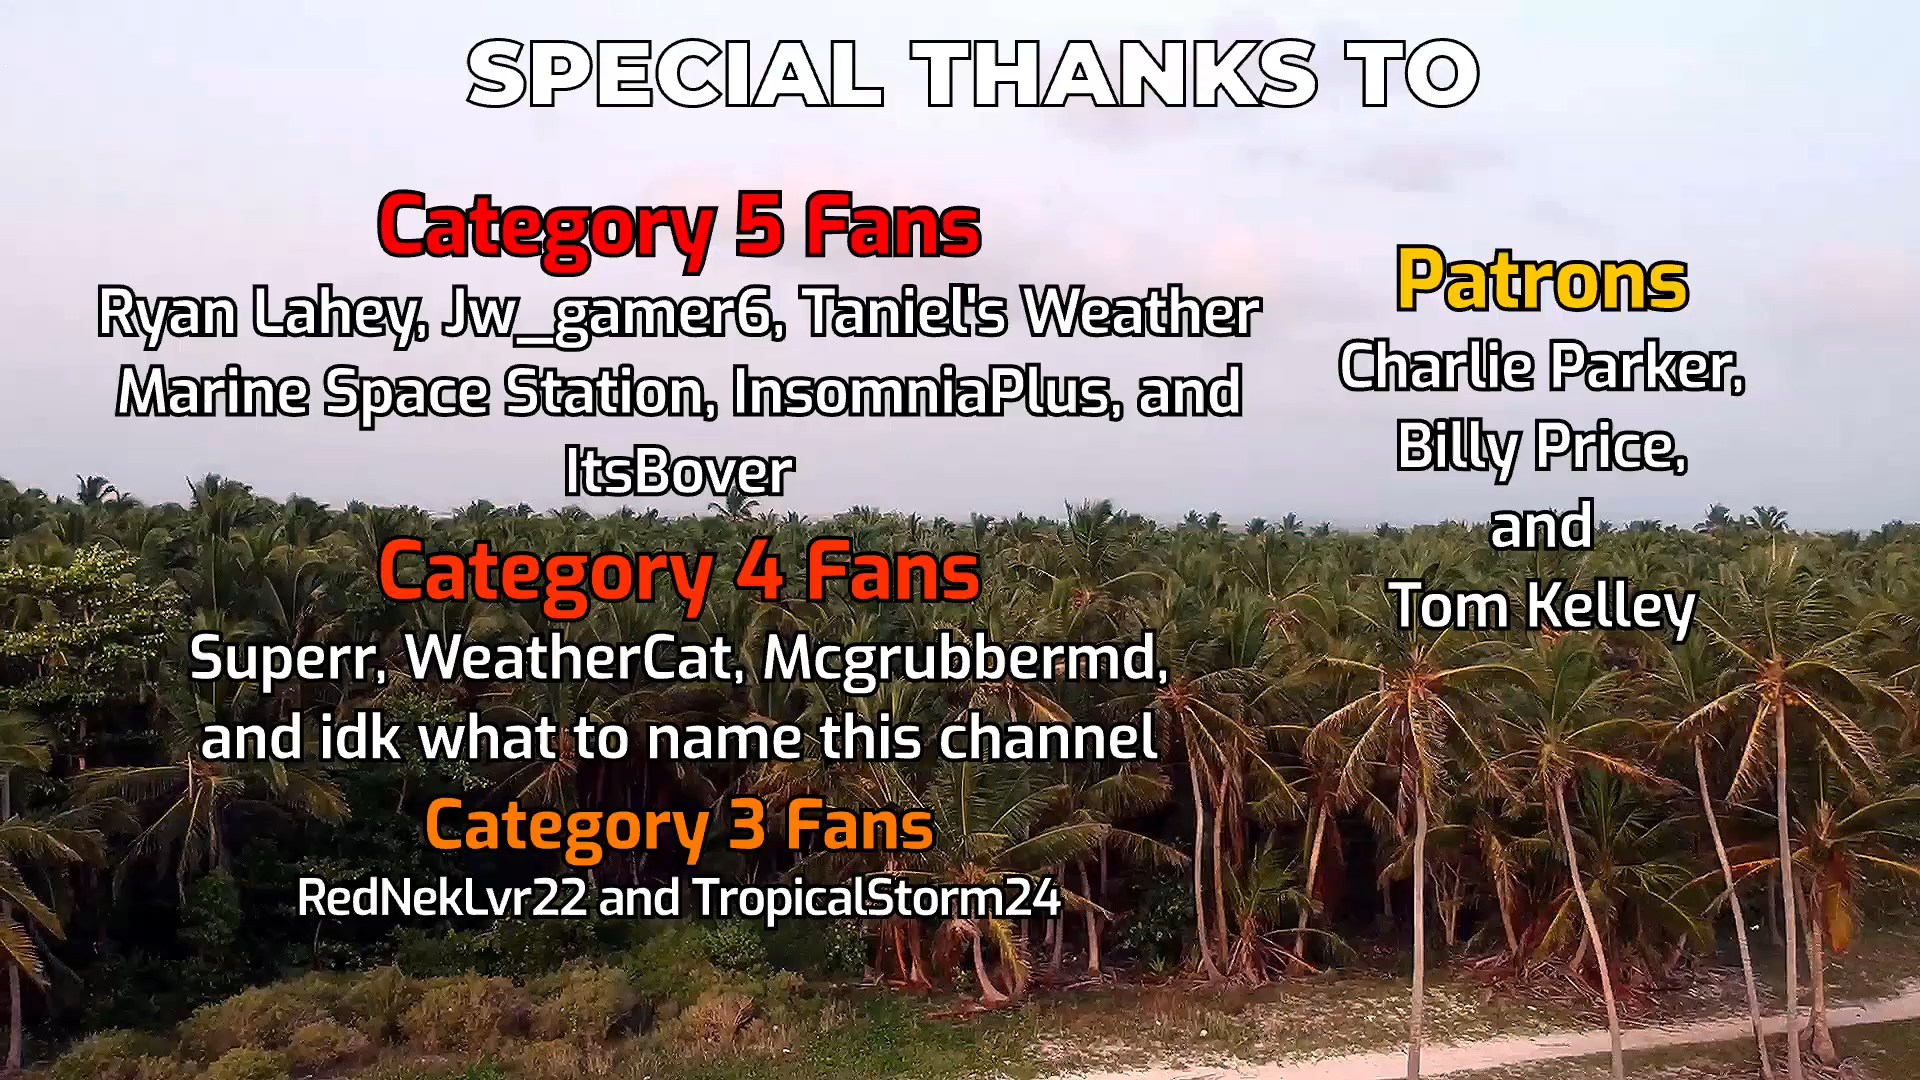 SPECIAL THANKS TO
Category 5 Fans
Ryan Lahey, Jw_gamer6, Taniel's Weather
Marine Space Station, InsomniaPlus, and
ItsBover
Category 4 Fans
Superr, WeatherCat, Mcgrubbermd,
and idk what to name this channel
Category 3 Fans
RedNekLvr22 and TropicalStorm24
Patrons
Charlie Parker,
Billy Price,
and
Tom Kelley